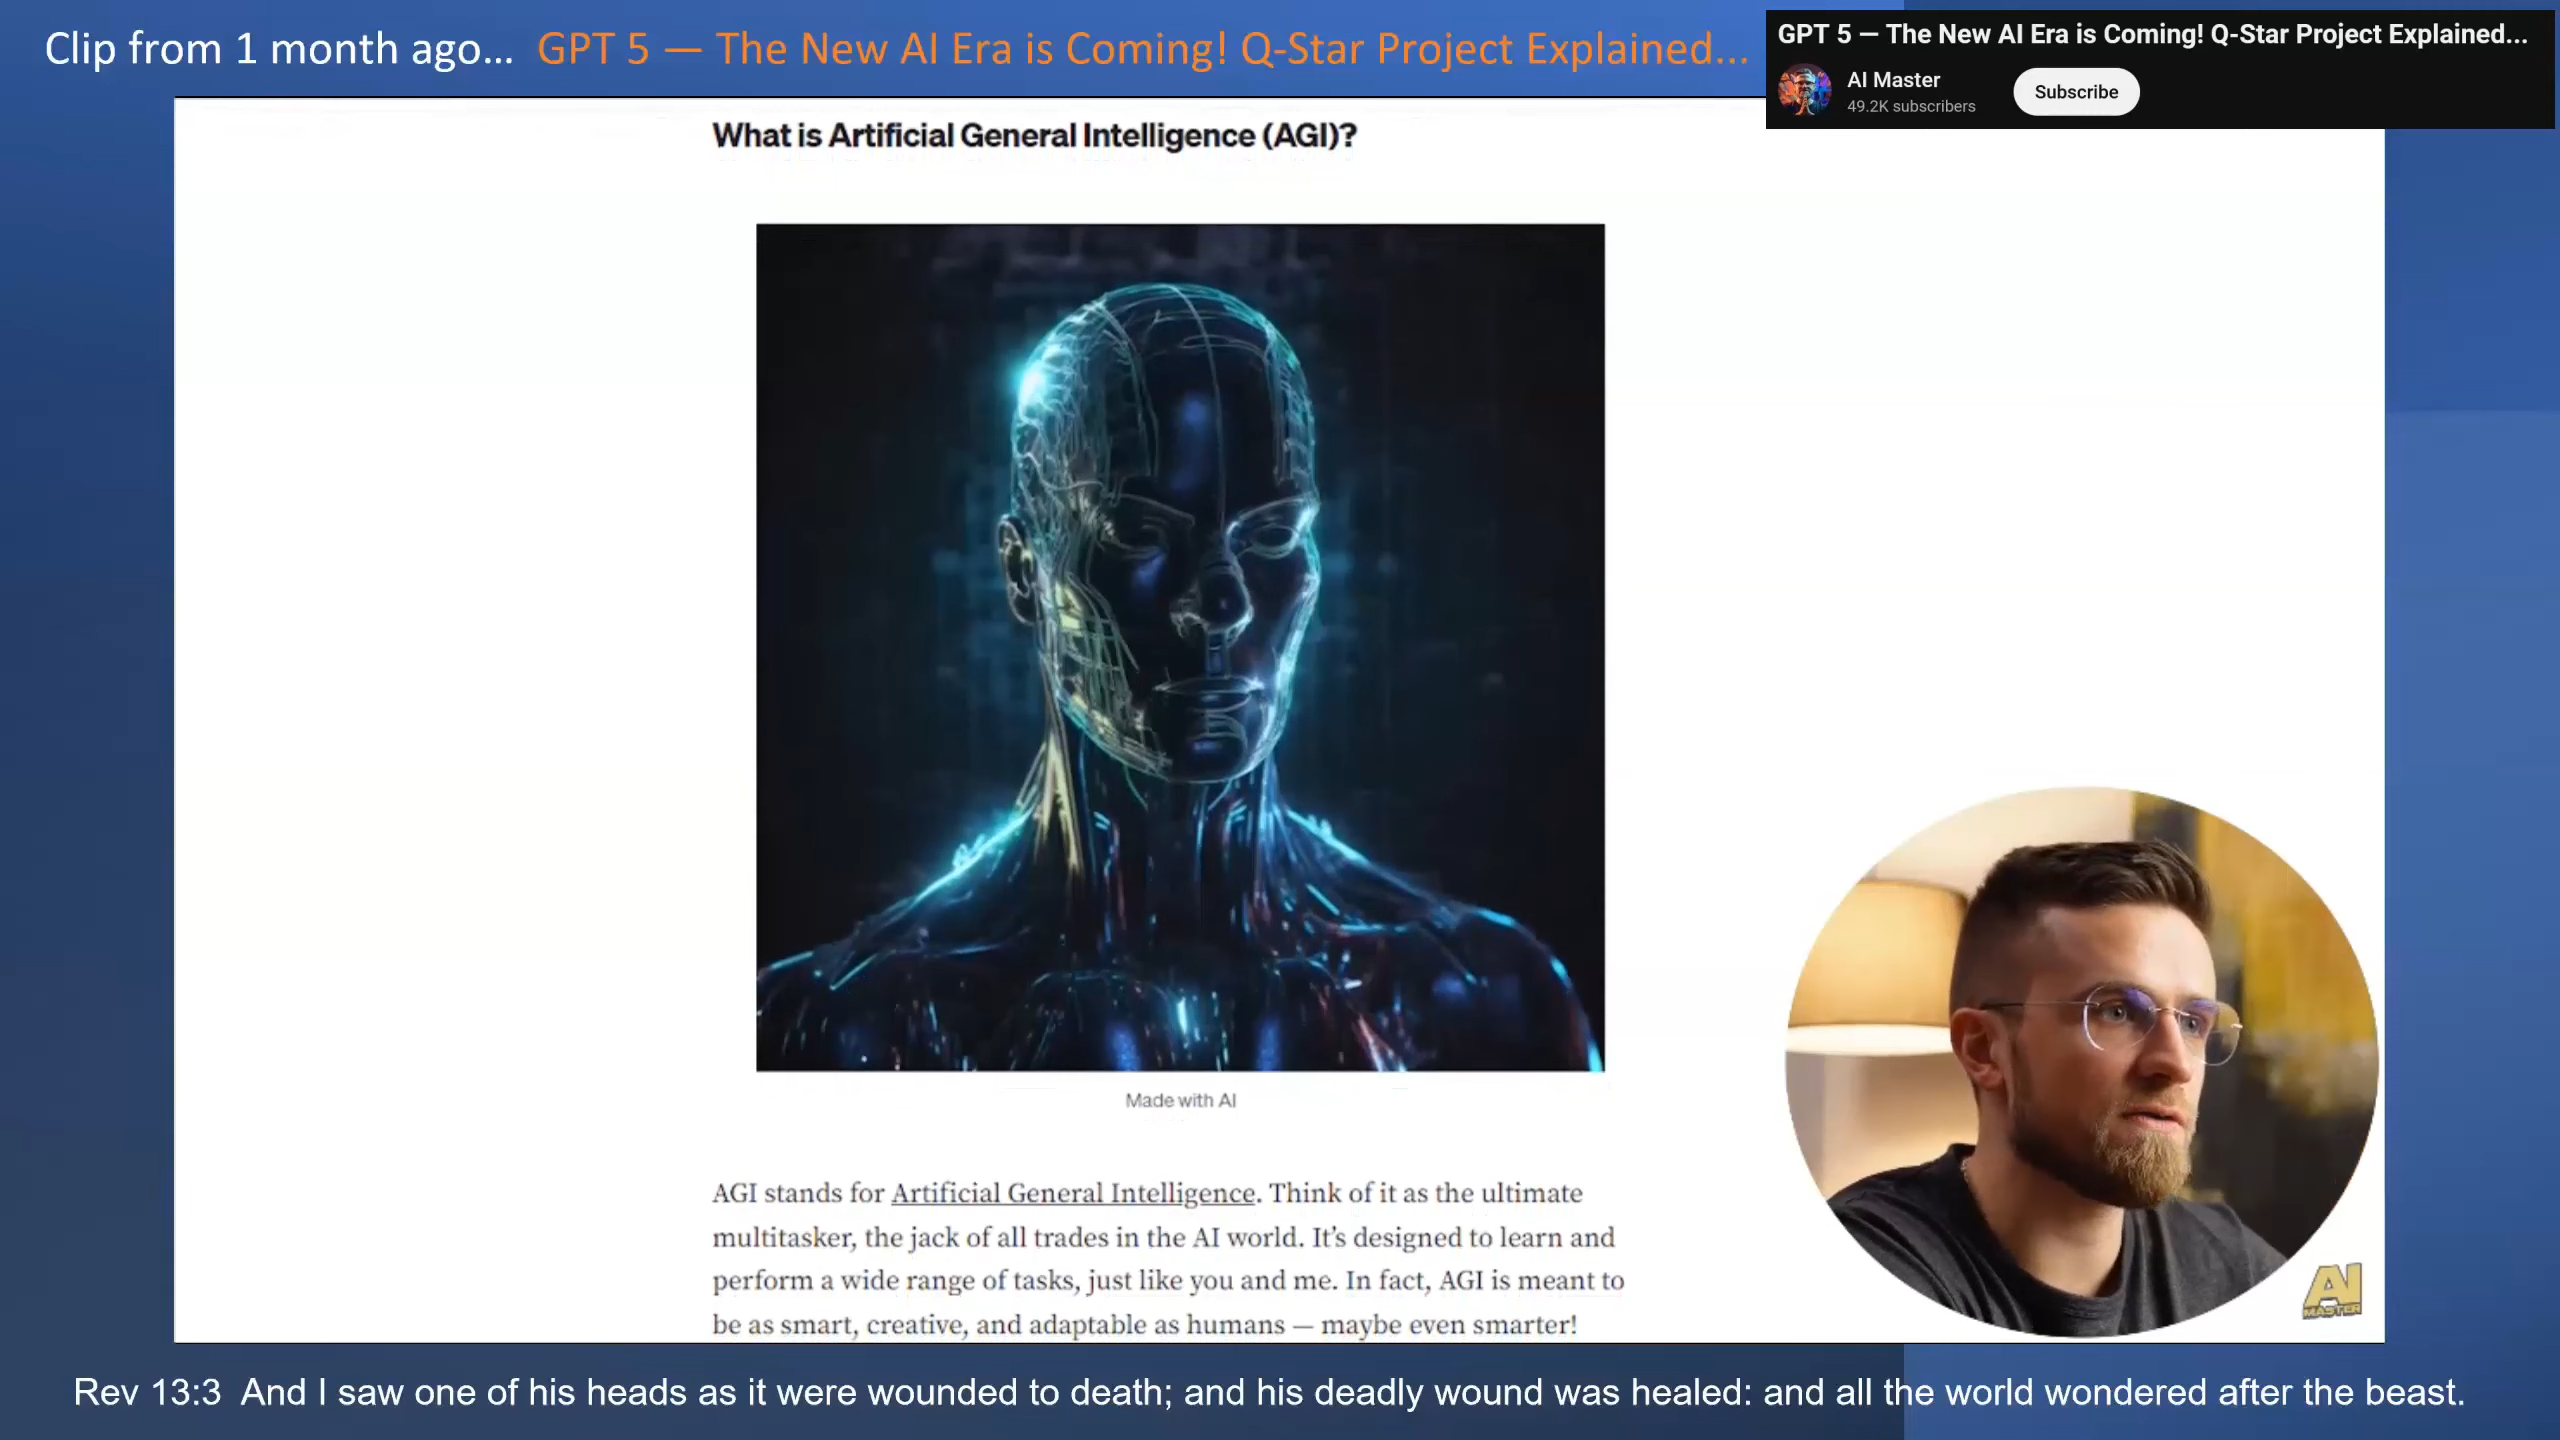 Clip from 1 month ago... GPT 5 — The New AI Era is Coming! Q-Star Project Explained...
GPT 5 — The New AI Era is Coming! Q-Star Project Explained...
AI Master
49.2K subscribers
Subscribe
What is Artificial General Intelligence (AGI)?
Made with AI
AGI stands for Artificial General Intelligence. Think of it as the ultimate
multitasker, the jack of all trades in the AI world. It’s designed to learn and
perform a wide range of tasks, just like you and me. In fact, AGI is meant to
be as smart, creative, and adaptable as humans — maybe even smarter!
AI
MASTER
Rev 13:3 And I saw one of his heads as it were wounded to death; and his deadly wound was healed: and all the world wondered after the beast.